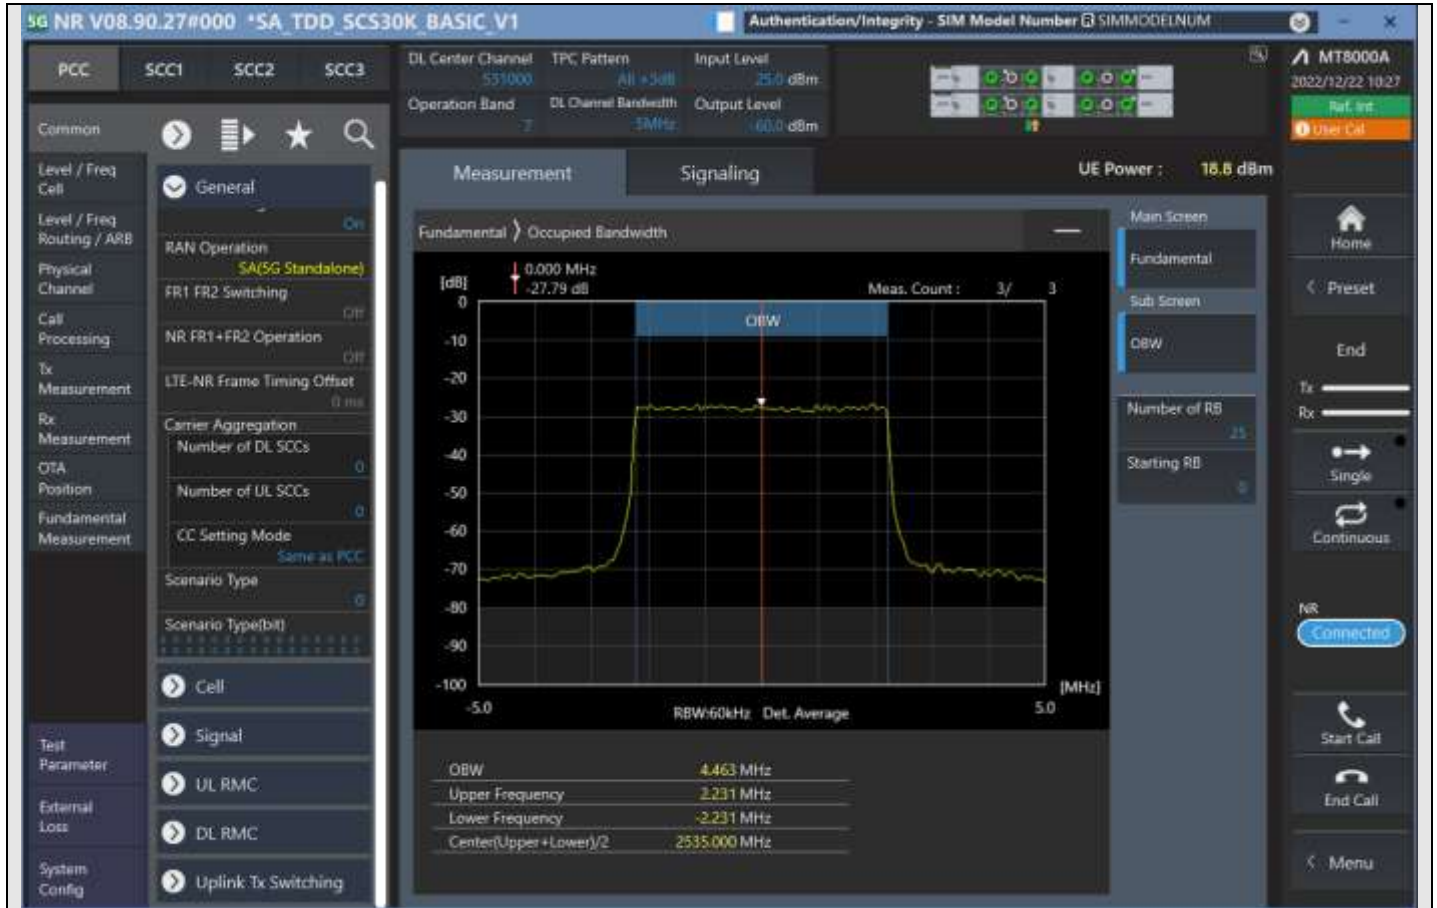 5G NR V08.90.27#000 *SA_TDD_SCS30K_BASIC_V1
Authentication/Integrity - SIM Model Number SIMMODELNUM
PCC SCC1 SCC2 SCC3
DL Center Channel 531000
TPC Pattern All +3dB
Input Level 25.0 dBm
Operation Band 7
DL Channel Bandwidth 5MHz
Output Level -60.0 dBm
MT8000A
2022/12/22 10:27
Ref. Int.
User Cal
Common
Level / Freq
Cell
Level / Freq
Routing / ARB
Physical
Channel
Call
Processing
Tx
Measurement
Rx
Measurement
OTA
Position
Fundamental
Measurement
Test
Parameter
External
Loss
System
Config
General
On
RAN Operation
SA(5G Standalone)
FR1 FR2 Switching
Off
NR FR1+FR2 Operation
Off
LTE-NR Frame Timing Offset
0 ms
Carrier Aggregation
Number of DL SCCs
0
Number of UL SCCs
0
CC Setting Mode
Same as PCC
Scenario Type
0
Scenario Type(bit)
Cell
Signal
UL RMC
DL RMC
Uplink Tx Switching
Measurement Signaling
UE Power : 18.8 dBm
Fundamental Occupied Bandwidth
0.000 MHz
-27.79 dB
Meas. Count : 3/ 3
[dB]
0
-10
-20
-30
-40
-50
-60
-70
-80
-90
-100
OBW
-5.0
RBW:60kHz Det. Average
5.0
[MHz]
OBW 4.463 MHz
Upper Frequency 2.231 MHz
Lower Frequency -2.231 MHz
Center(Upper+Lower)/2 2535.000 MHz
Main Screen
Fundamental
Sub Screen
OBW
Number of RB
25
Starting RB
0
Home
Preset
End
Tx
Rx
Single
Continuous
NR
Connected
Start Call
End Call
Menu